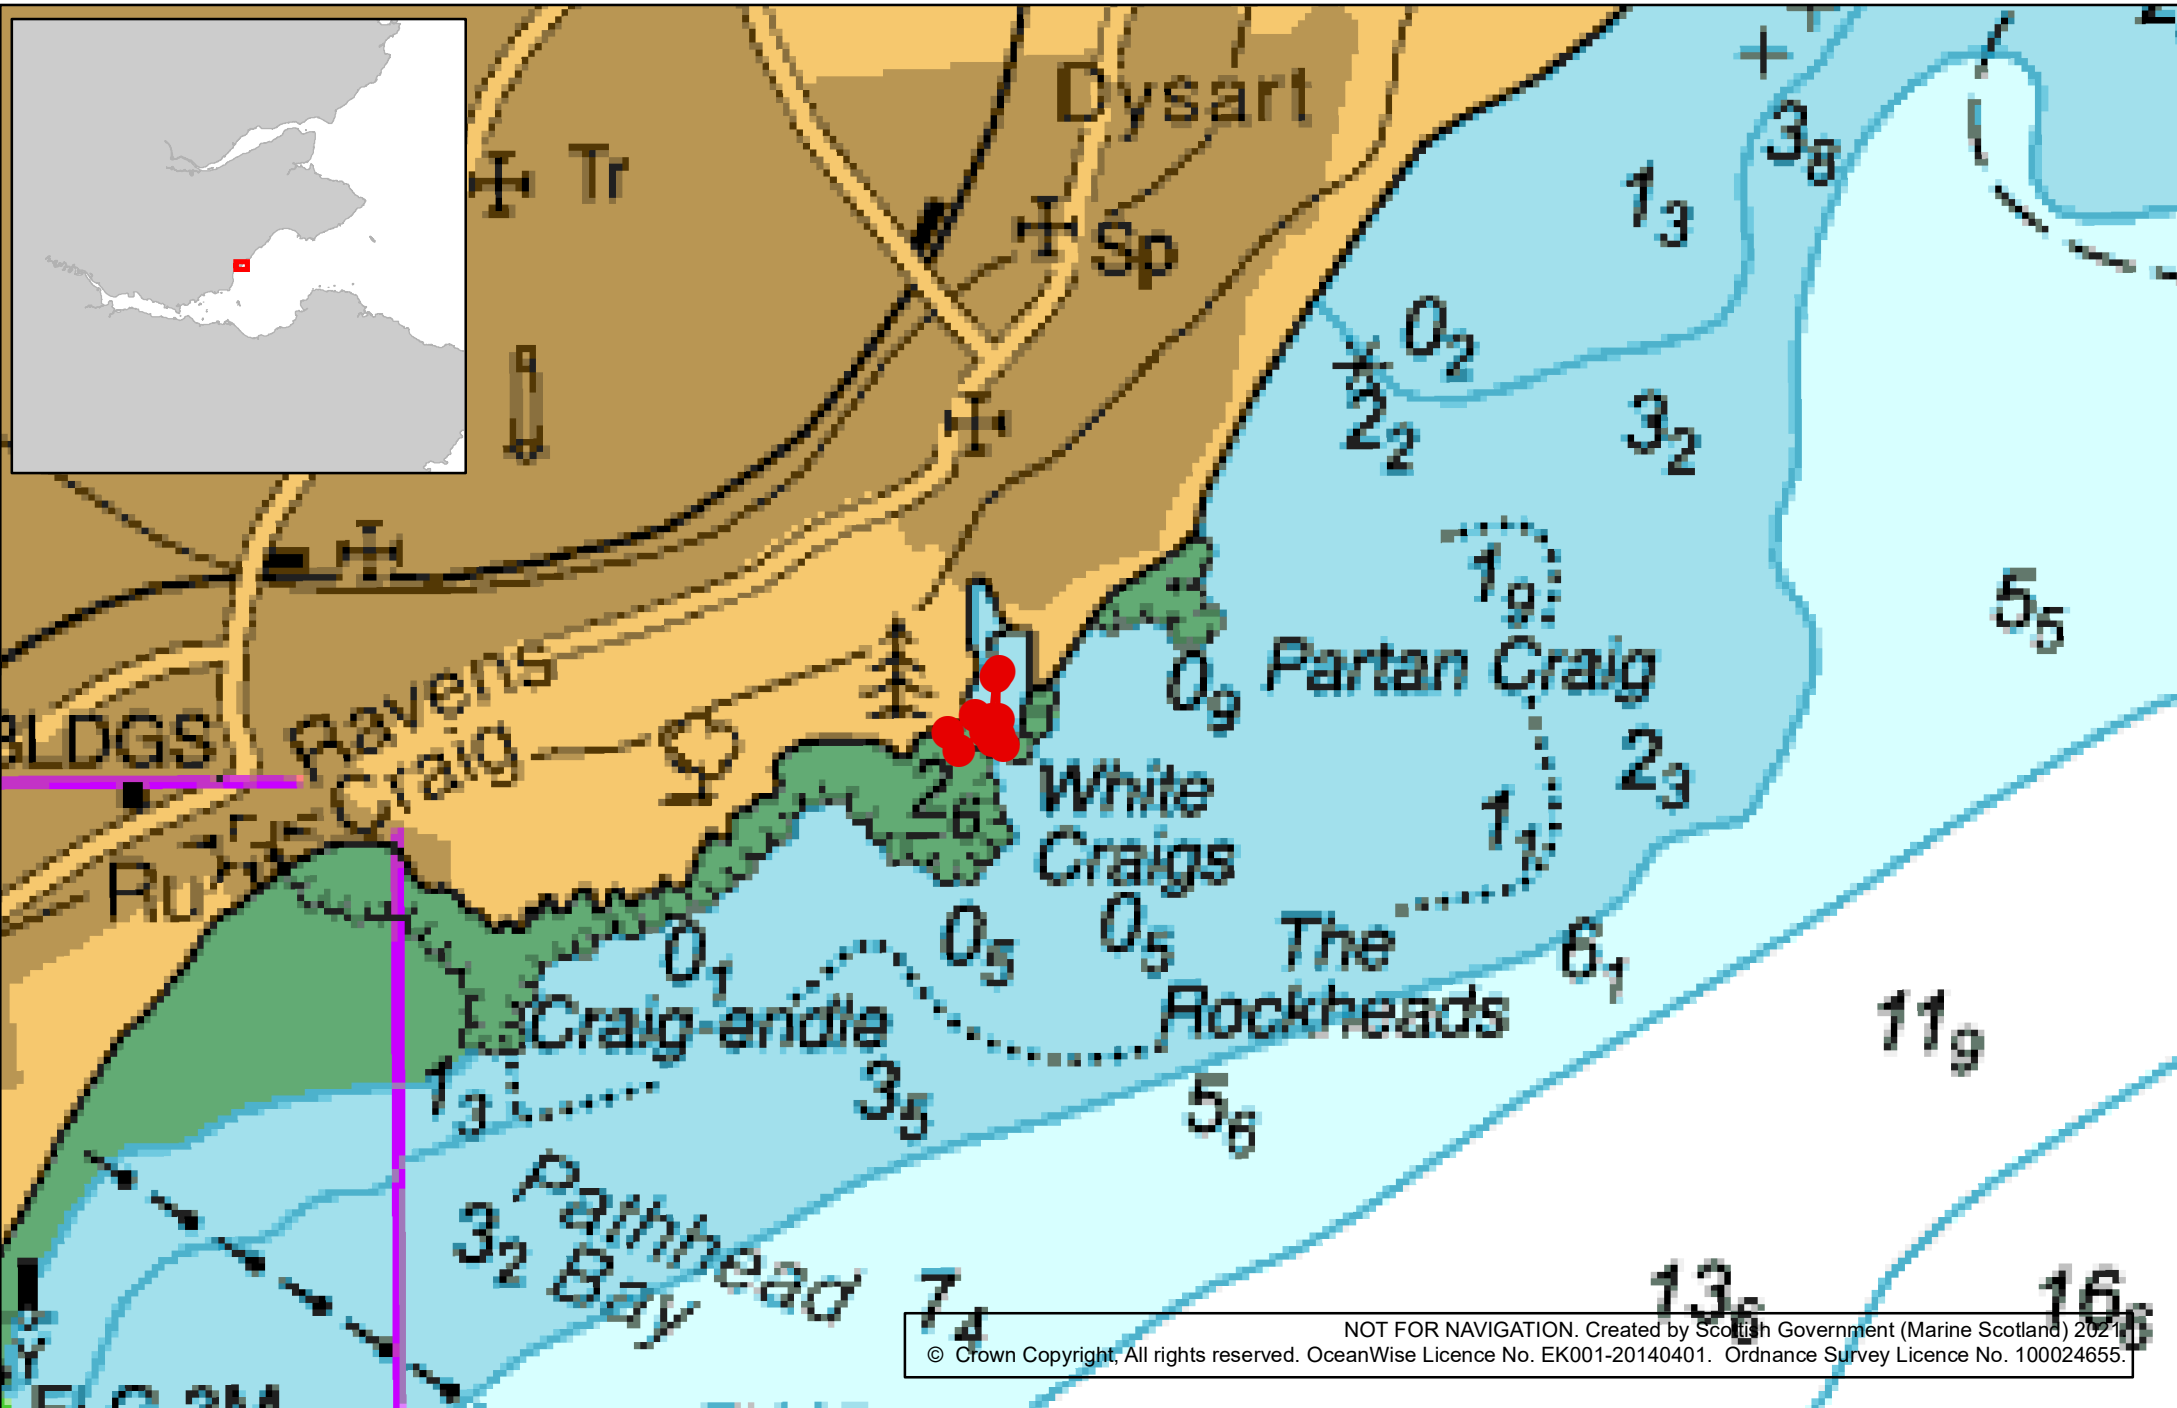 Dysart
Tr
Sp
3₈
1₃
0₂
2₂
3₂
1₉
5₅
Partan Craig
0₉
Ravens
Craig
BLDGS
2₃
2₆
White
Craigs
1₁
Ru
0₁
0₅
0₅
The
Rockheads
6₁
11₉
Craig-endle
1₃
3₅
5₆
Pathhead
Bay
3₂
7₄
13₆
16₈
NOT FOR NAVIGATION. Created by Scottish Government (Marine Scotland) 2021.
© Crown Copyright, All rights reserved. OceanWise Licence No. EK001-20140401. Ordnance Survey Licence No. 100024655.